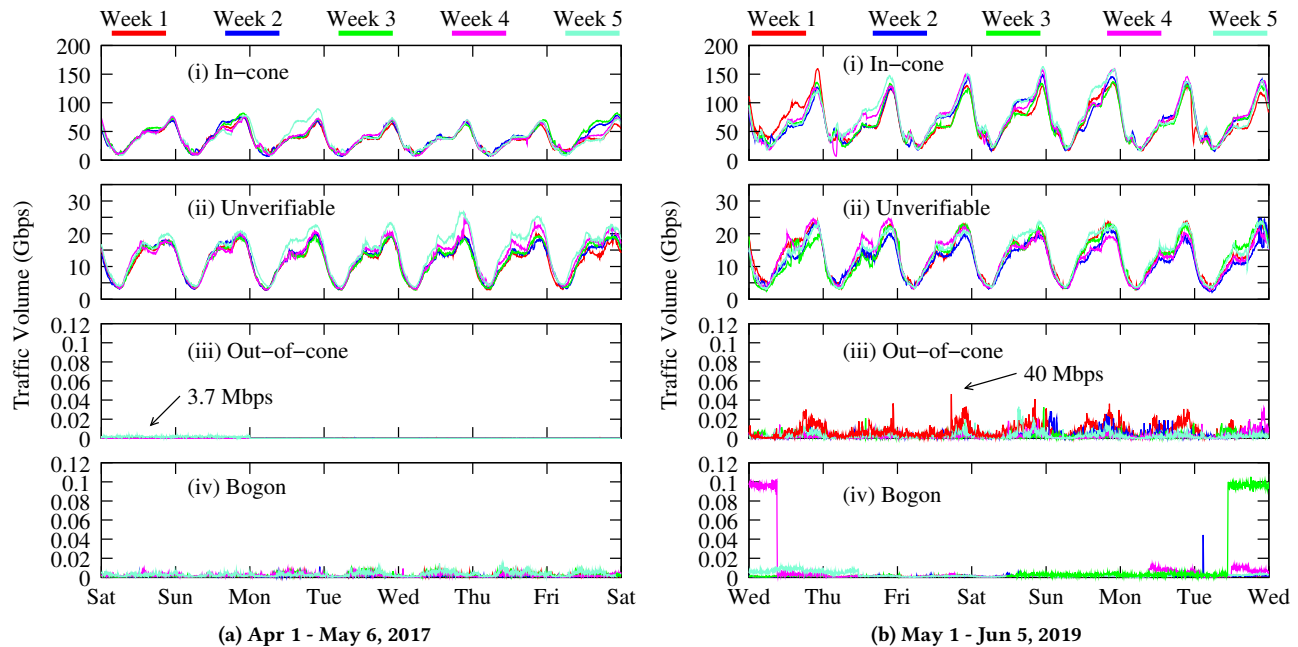 Week 1 Week 2 Week 3 Week 4 Week 5
Traffic Volume (Gbps)
200
150
100
50
0
(i) In−cone
30
25
20
15
10
5
0
(ii) Unverifiable
0.12
0.1
0.08
0.06
0.04
0.02
0
(iii) Out−of−cone
3.7 Mbps
0.12
0.1
0.08
0.06
0.04
0.02
0
(iv) Bogon
Sat Sun Mon Tue Wed Thu Fri Sat
(a) Apr 1 - May 6, 2017
Week 1 Week 2 Week 3 Week 4 Week 5
Traffic Volume (Gbps)
200
150
100
50
0
(i) In−cone
30
25
20
15
10
5
0
(ii) Unverifiable
0.12
0.1
0.08
0.06
0.04
0.02
0
(iii) Out−of−cone
40 Mbps
0.12
0.1
0.08
0.06
0.04
0.02
0
(iv) Bogon
Wed Thu Fri Sat Sun Mon Tue Wed
(b) May 1 - Jun 5, 2019